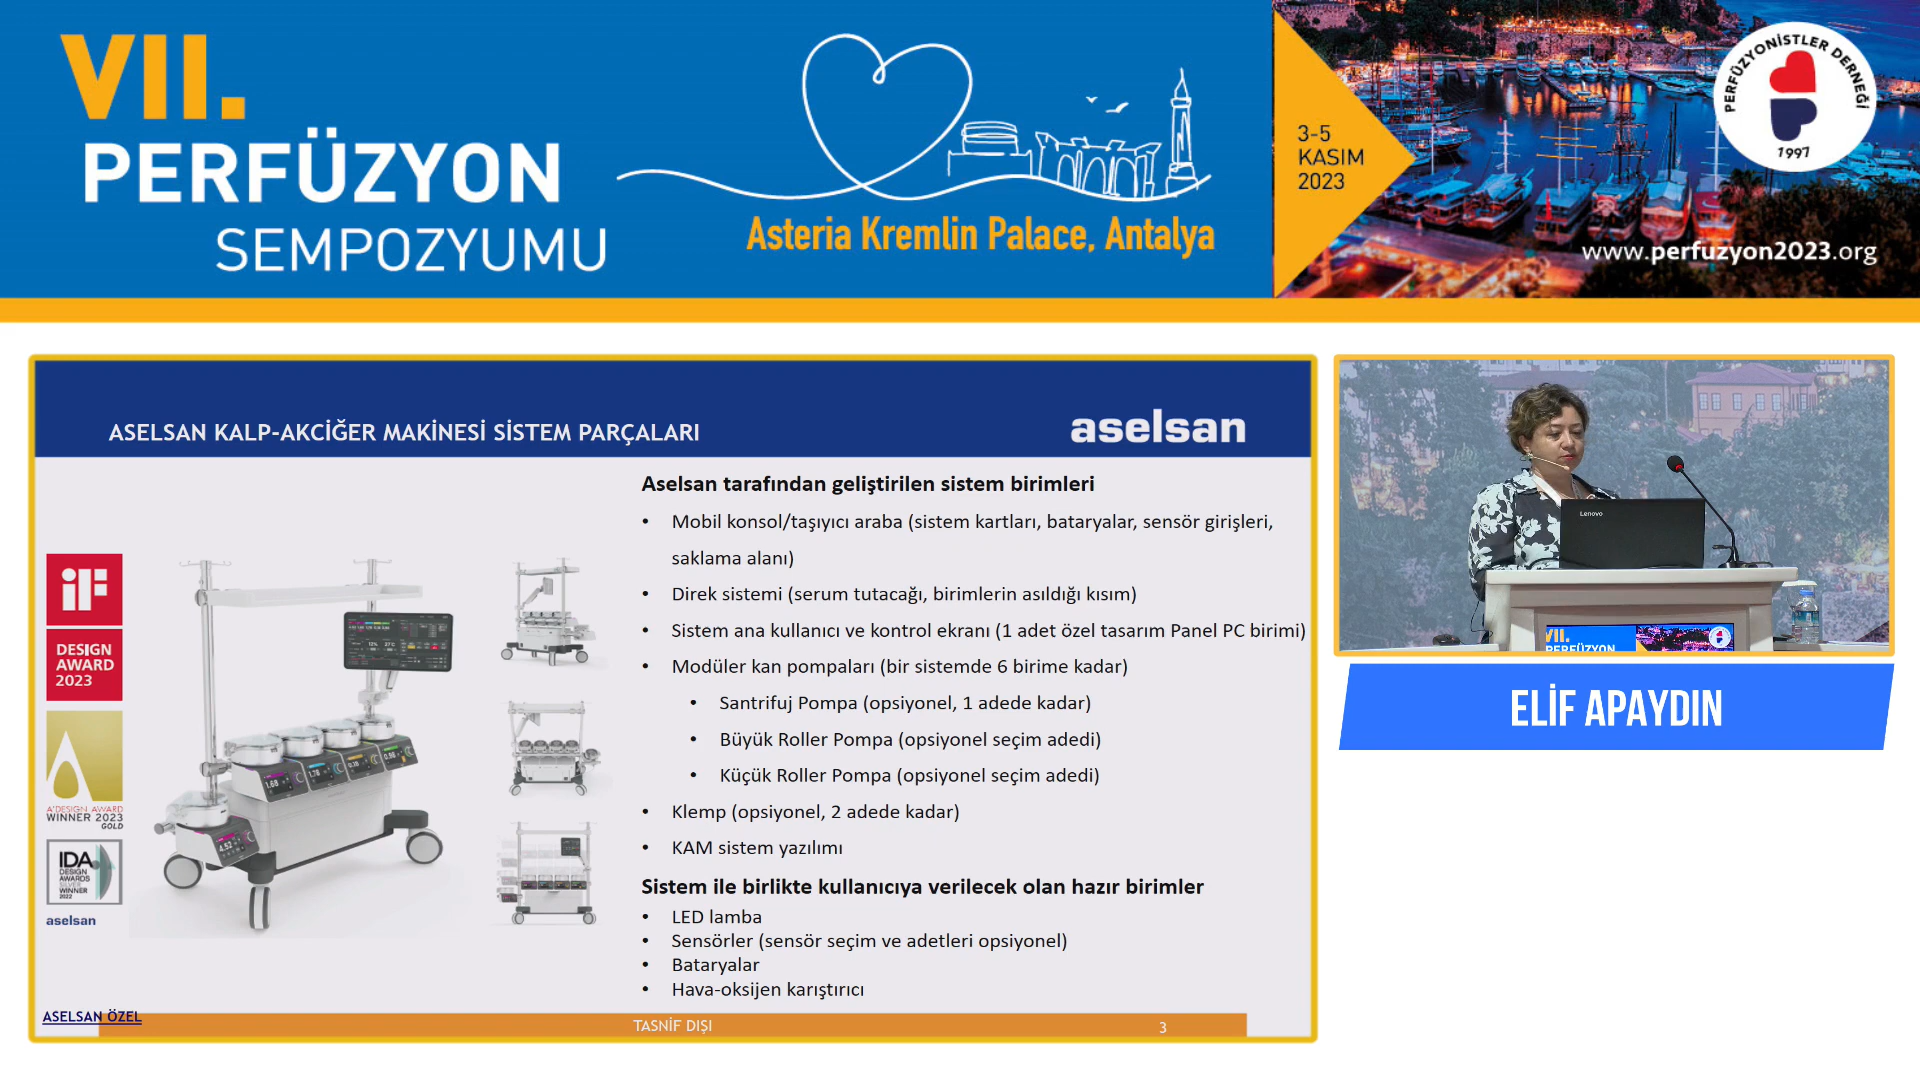 VII.
PERFÜZYON
SEMPOZYUMU
Asteria Kremlin Palace, Antalya
3-5
KASIM
2023
PERFÜZYONİSTLER DERNEĞİ
1997
www.perfuzyon2023.org
ASELSAN KALP-AKCİĞER MAKİNESİ SİSTEM PARÇALARI
aselsan
iF
DESIGN
AWARD
2023
A'DESIGN AWARD
WINNER 2023
GOLD
IDA
DESIGN
AWARDS
SILVER
WINNER
2022
aselsan
Aselsan tarafından geliştirilen sistem birimleri
• Mobil konsol/taşıyıcı araba (sistem kartları, bataryalar, sensör girişleri,
saklama alanı)
• Direk sistemi (serum tutacağı, birimlerin asıldığı kısım)
• Sistem ana kullanıcı ve kontrol ekranı (1 adet özel tasarım Panel PC birimi)
• Modüler kan pompaları (bir sistemde 6 birime kadar)
• Santrifuj Pompa (opsiyonel, 1 adede kadar)
• Büyük Roller Pompa (opsiyonel seçim adedi)
• Küçük Roller Pompa (opsiyonel seçim adedi)
• Klemp (opsiyonel, 2 adede kadar)
• KAM sistem yazılımı
Sistem ile birlikte kullanıcıya verilecek olan hazır birimler
• LED lamba
• Sensörler (sensör seçim ve adetleri opsiyonel)
• Bataryalar
• Hava-oksijen karıştırıcı
ASELSAN ÖZEL
TASNİF DIŞI
3
Lenovo
VII.
PERFÜZYON
ELİF APAYDIN